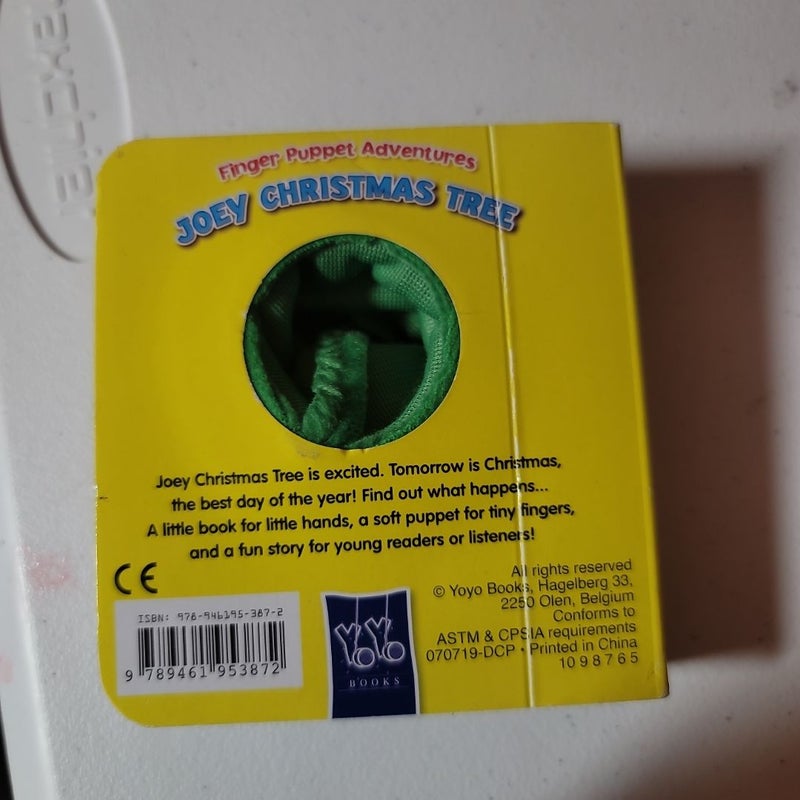 Finger Puppet Adventures
JOEY CHRISTMAS TREE
Joey Christmas Tree is excited. Tomorrow is Christmas,
the best day of the year! Find out what happens...
A little book for little hands, a soft puppet for tiny fingers,
and a fun story for young readers or listeners!
CE
ISBN: 978-946195-387-2
9 789461 953872
YOYO
BOOKS
All rights reserved
© Yoyo Books, Hagelberg 33,
2250 Olen, Belgium
Conforms to
ASTM & CPSIA requirements
070719-DCP • Printed in China
10 9 8 7 6 5